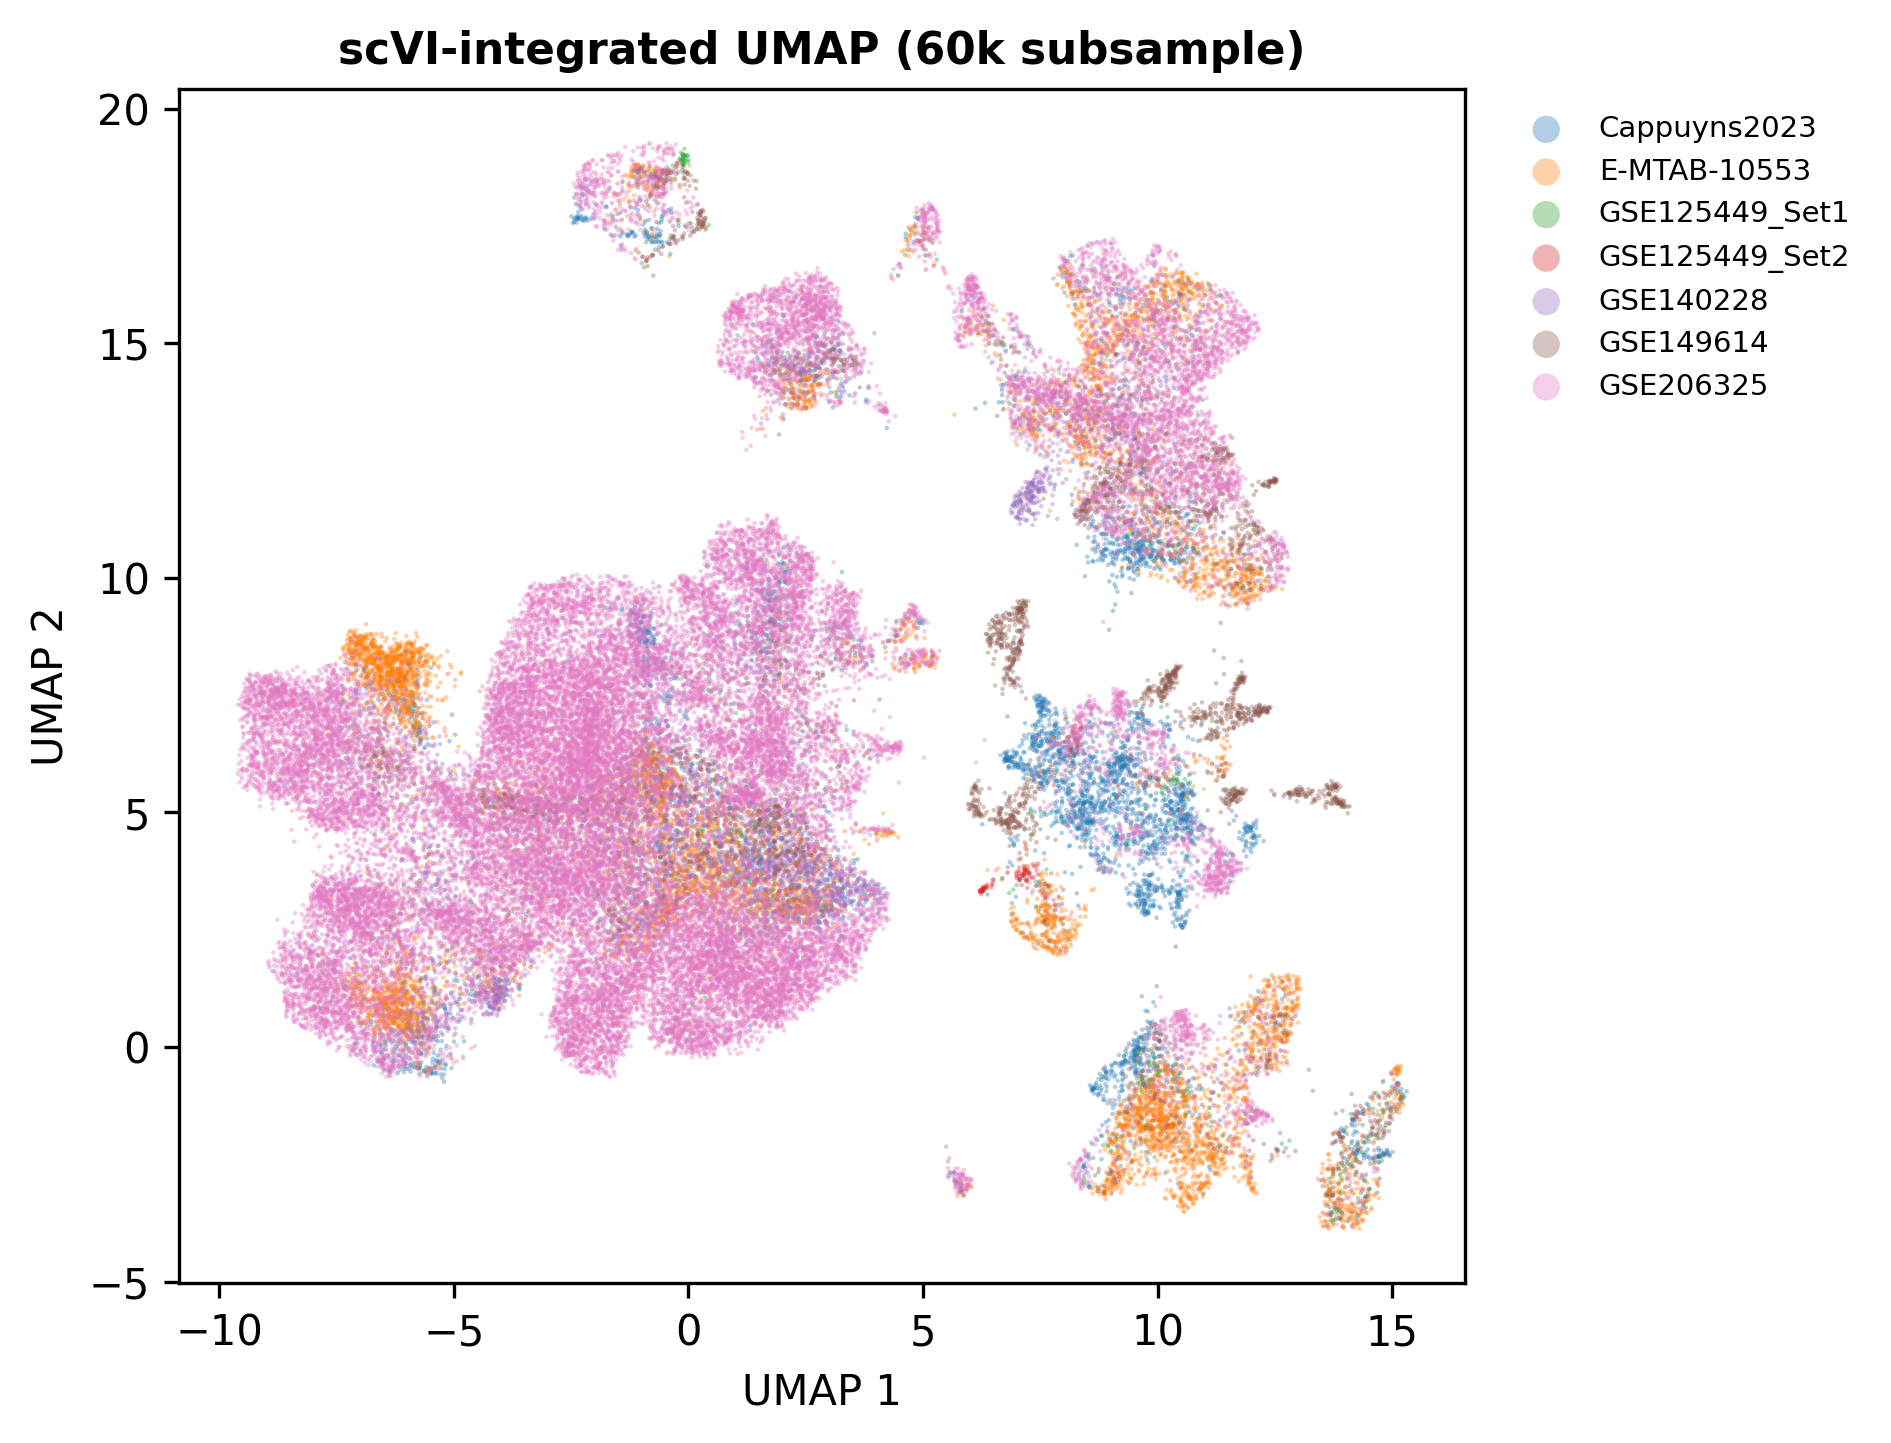 scVI-integrated UMAP (60k subsample)
20
15
10
5
0
−5
UMAP 2
−10
−5
0
5
10
15
UMAP 1
Cappuyns2023
E-MTAB-10553
GSE125449_Set1
GSE125449_Set2
GSE140228
GSE149614
GSE206325